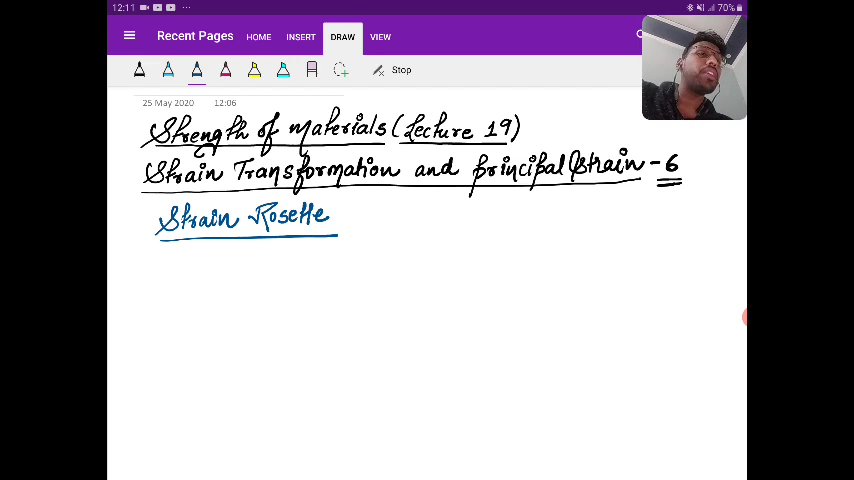 12:11 70%
Recent Pages HOME INSERT DRAW VIEW
Stop
25 May 2020 12:06
Strength of Materials (Lecture 19)
Strain Transformation and principal Strain - 6
Strain Rosette